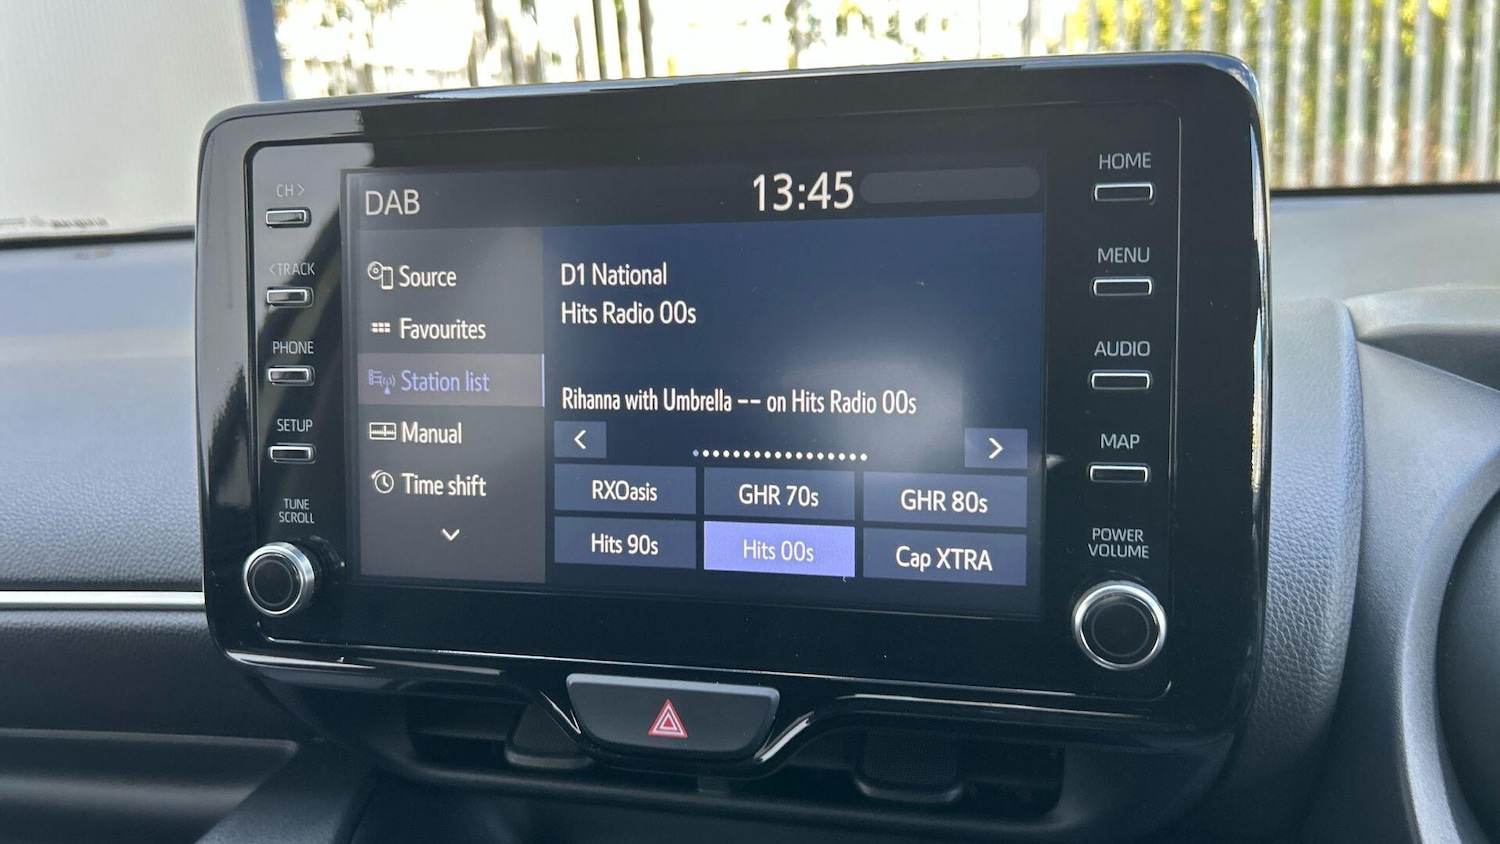 CH >
< TRACK
PHONE
SETUP
TUNE
SCROLL
DAB
13:45
Source
Favourites
Station list
Manual
Time shift
D1 National
Hits Radio 00s
Rihanna with Umbrella -- on Hits Radio 00s
< >
RXOasis GHR 70s GHR 80s
Hits 90s Hits 00s Cap XTRA
HOME
MENU
AUDIO
MAP
POWER
VOLUME